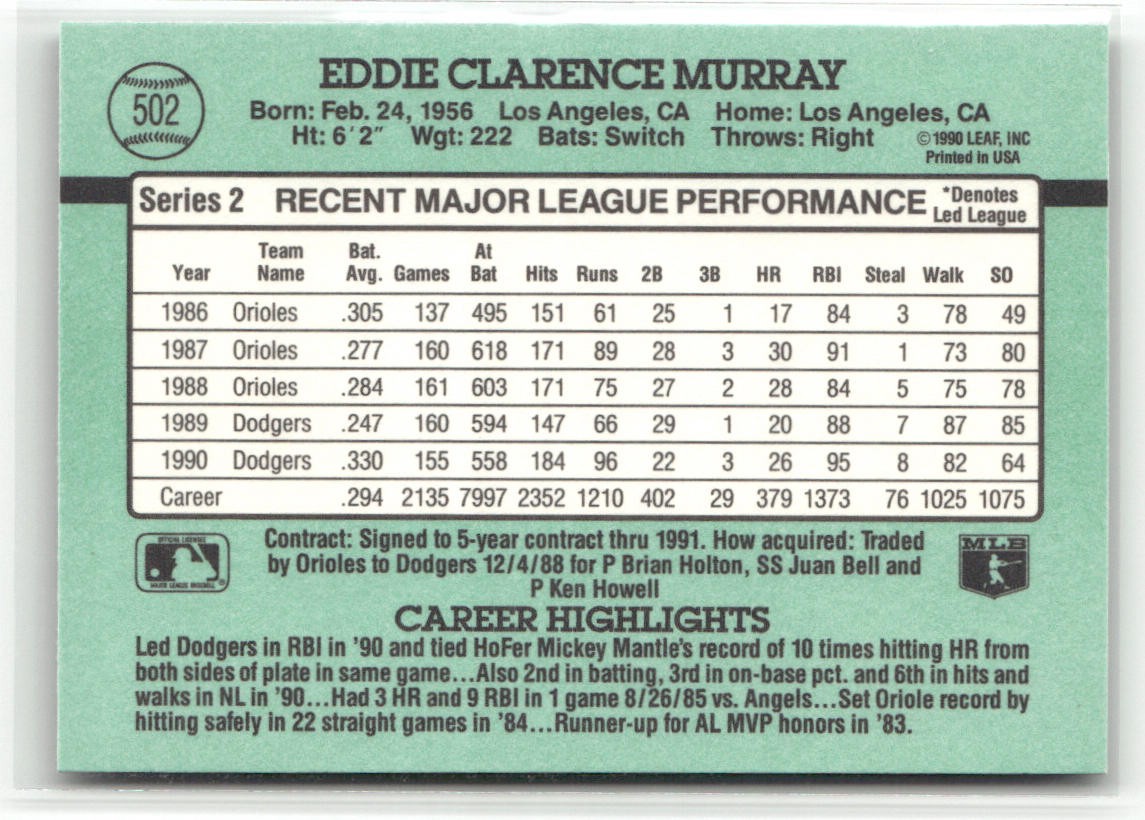 502
EDDIE CLARENCE MURRAY
Born: Feb. 24, 1956 Los Angeles, CA Home: Los Angeles, CA
Ht: 6'2" Wgt: 222 Bats: Switch Throws: Right
©1990 LEAF, INC
Printed in USA
Series 2 RECENT MAJOR LEAGUE PERFORMANCE
*Denotes
Led League
Year Team Name Bat. Avg. Games At Bat Hits Runs 2B 3B HR RBI Steal Walk SO
1986 Orioles .305 137 495 151 61 25 1 17 84 3 78 49
1987 Orioles .277 160 618 171 89 28 3 30 91 1 73 80
1988 Orioles .284 161 603 171 75 27 2 28 84 5 75 78
1989 Dodgers .247 160 594 147 66 29 1 20 88 7 87 85
1990 Dodgers .330 155 558 184 96 22 3 26 95 8 82 64
Career .294 2135 7997 2352 1210 402 29 379 1373 76 1025 1075
OFFICIAL LICENSEE
MAJOR LEAGUE BASEBALL
®
Contract: Signed to 5-year contract thru 1991. How acquired: Traded
by Orioles to Dodgers 12/4/88 for P Brian Holton, SS Juan Bell and
P Ken Howell
MLB
CAREER HIGHLIGHTS
Led Dodgers in RBI in '90 and tied HoFer Mickey Mantle's record of 10 times hitting HR from
both sides of plate in same game...Also 2nd in batting, 3rd in on-base pct. and 6th in hits and
walks in NL in '90...Had 3 HR and 9 RBI in 1 game 8/26/85 vs. Angels...Set Oriole record by
hitting safely in 22 straight games in '84...Runner-up for AL MVP honors in '83.